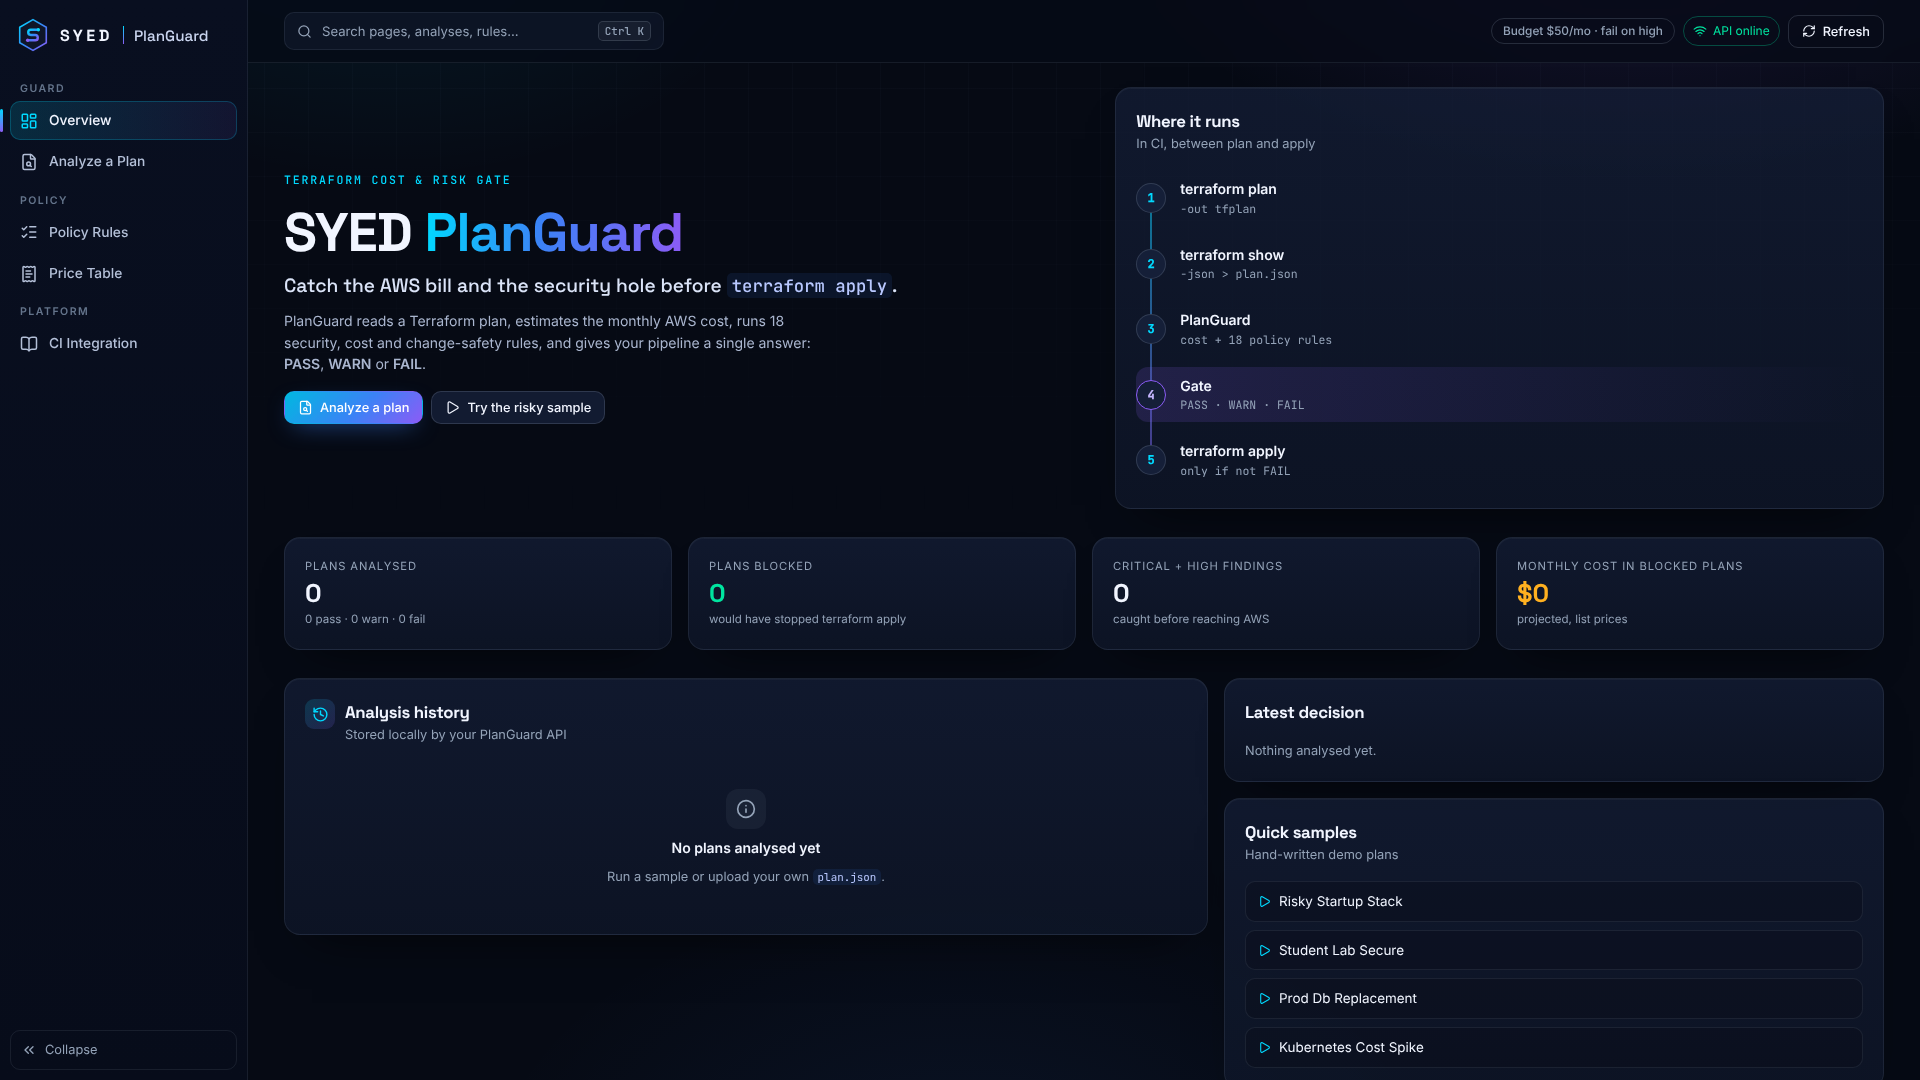 SYED | PlanGuard
Search pages, analyses, rules...
Ctrl K
Budget $50/mo · fail on high
API online
Refresh
GUARD
Overview
Analyze a Plan
POLICY
Policy Rules
Price Table
PLATFORM
CI Integration
Collapse
TERRAFORM COST & RISK GATE
SYED PlanGuard
Catch the AWS bill and the security hole before terraform apply.
PlanGuard reads a Terraform plan, estimates the monthly AWS cost, runs 18
security, cost and change-safety rules, and gives your pipeline a single answer:
PASS, WARN or FAIL.
Analyze a plan
Try the risky sample
Where it runs
In CI, between plan and apply
1
terraform plan
-out tfplan
2
terraform show
-json > plan.json
3
PlanGuard
cost + 18 policy rules
4
Gate
PASS · WARN · FAIL
5
terraform apply
only if not FAIL
PLANS ANALYSED
0
0 pass · 0 warn · 0 fail
PLANS BLOCKED
0
would have stopped terraform apply
CRITICAL + HIGH FINDINGS
0
caught before reaching AWS
MONTHLY COST IN BLOCKED PLANS
$0
projected, list prices
Analysis history
Stored locally by your PlanGuard API
No plans analysed yet
Run a sample or upload your own plan.json.
Latest decision
Nothing analysed yet.
Quick samples
Hand-written demo plans
Risky Startup Stack
Student Lab Secure
Prod Db Replacement
Kubernetes Cost Spike